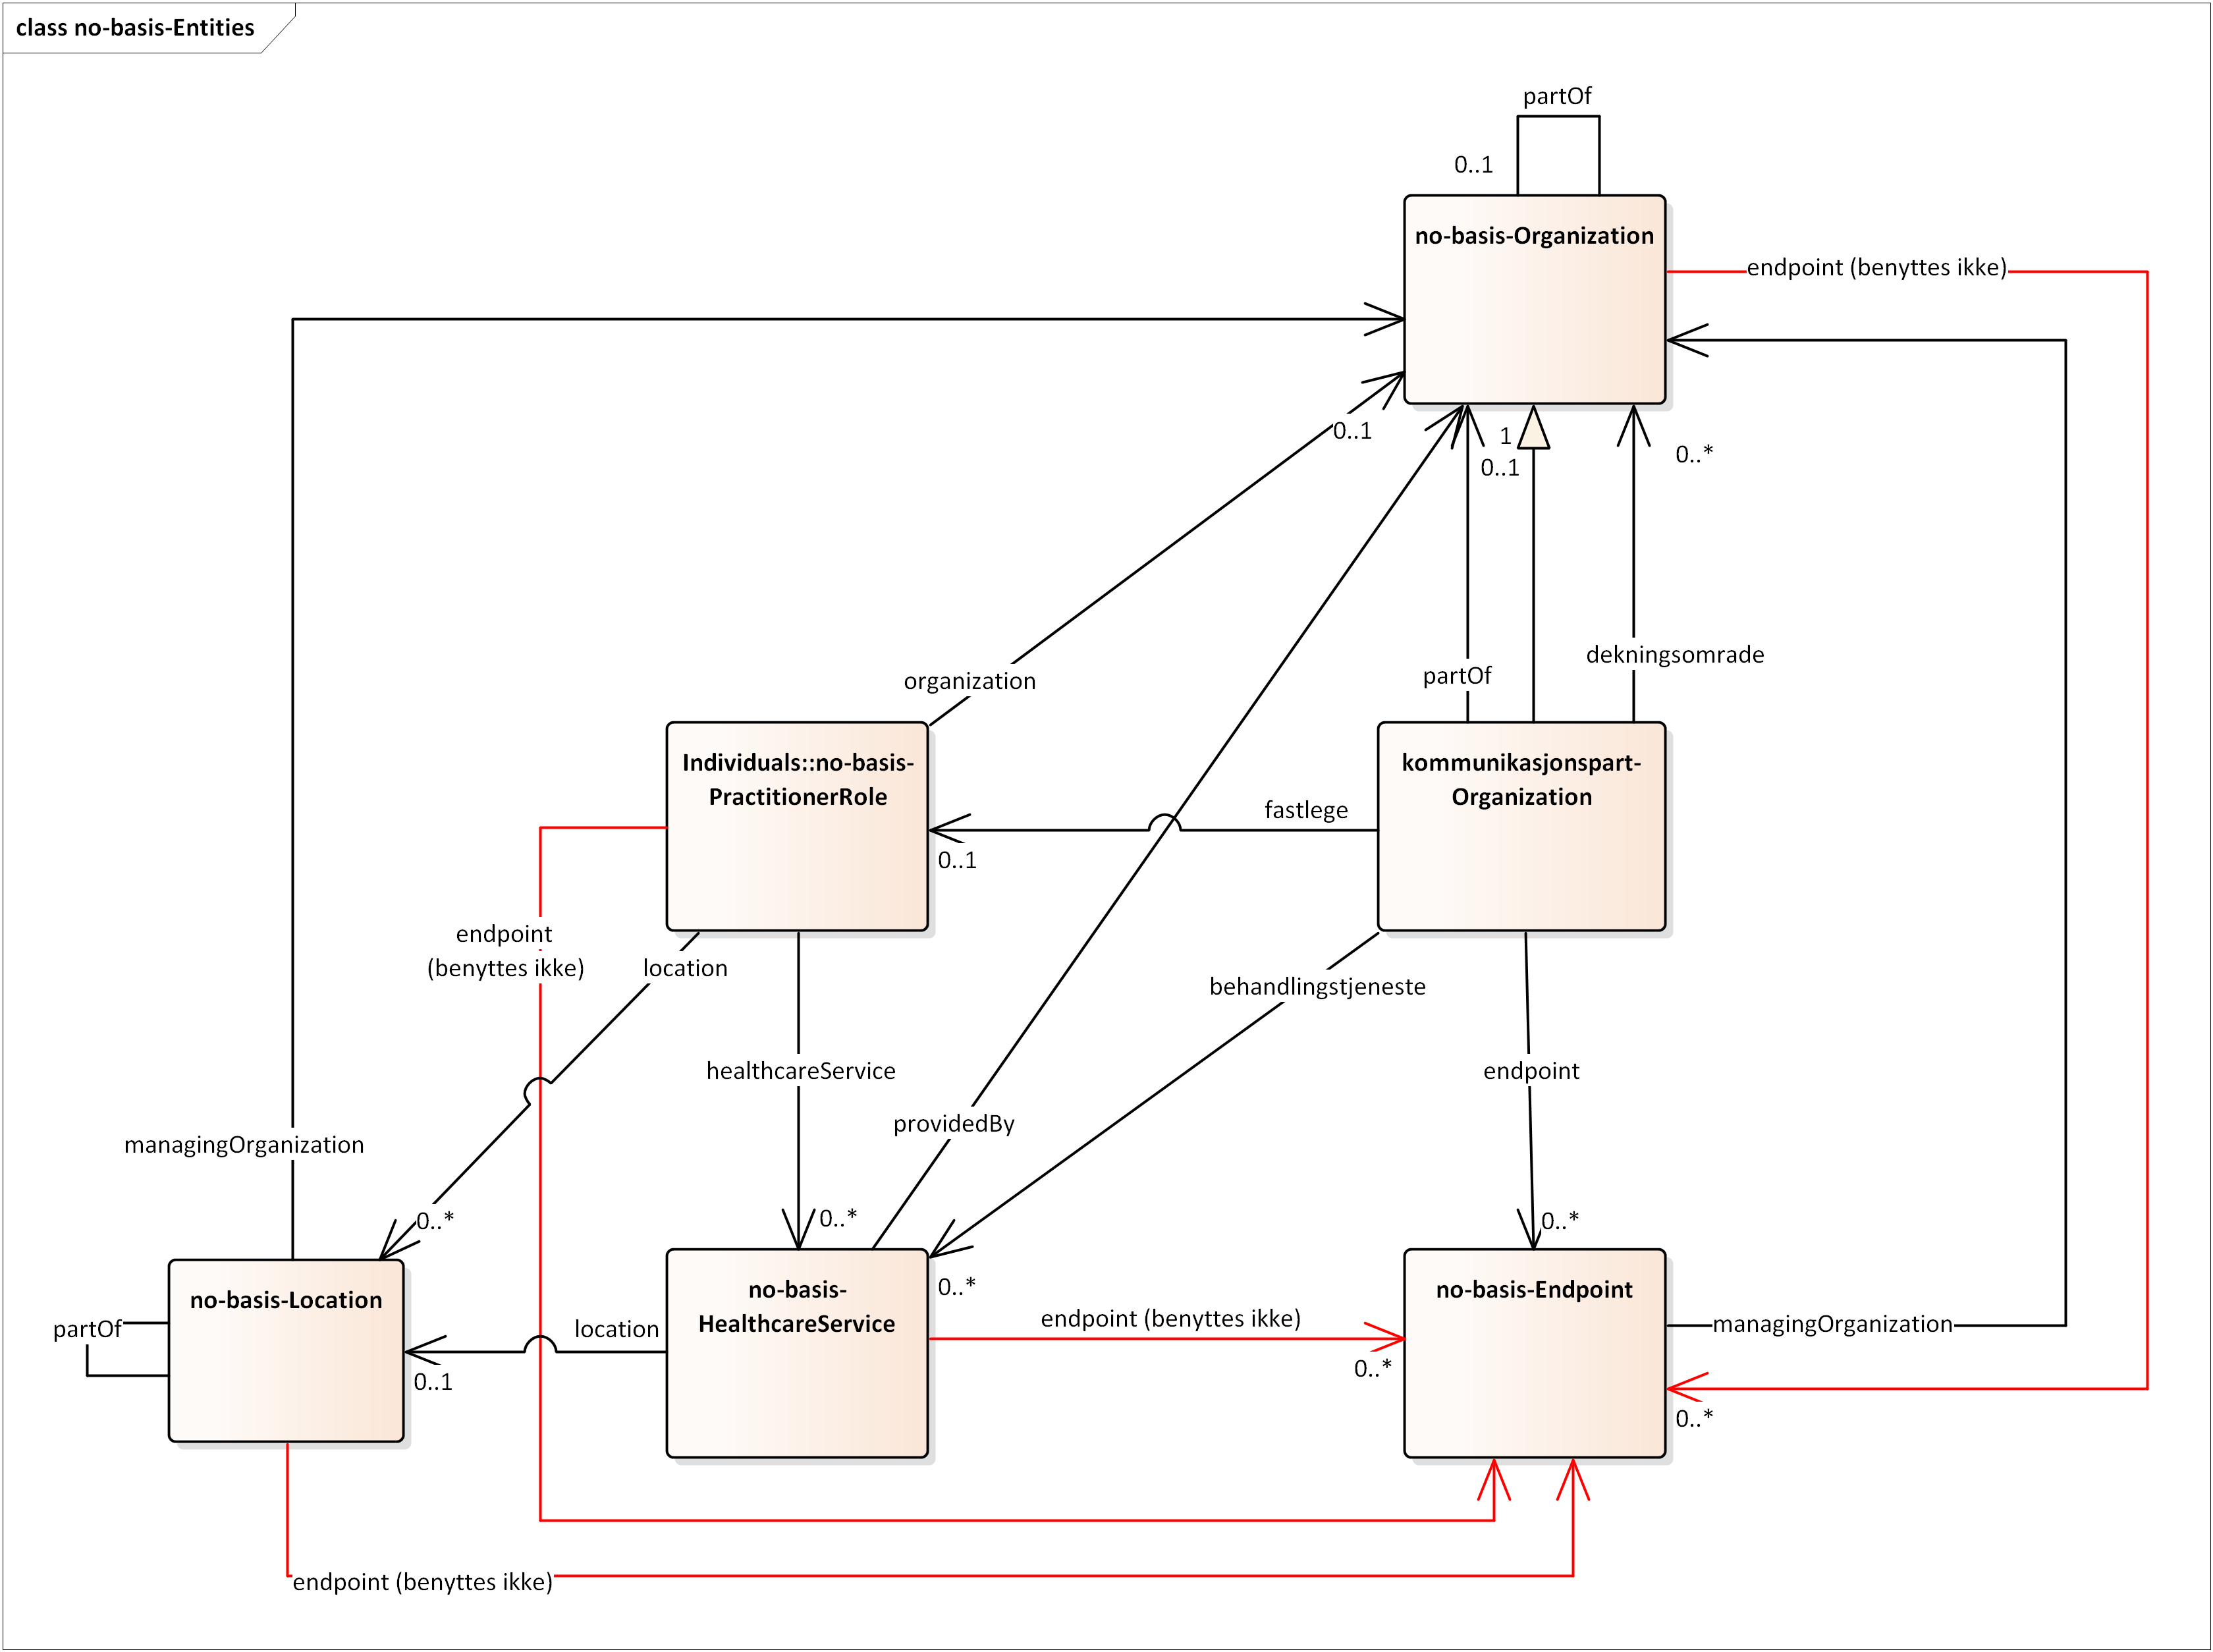 class no-basis-Entities
partOf
0..1
no-basis-Organization
endpoint (benyttes ikke)
0..1
1
0..1
0..*
organization
partOf
dekningsomrade
Individuals::no-basis-
PractitionerRole
kommunikasjonspart-
Organization
fastlege
0..1
endpoint
(benyttes ikke)
location
behandlingstjeneste
healthcareService
endpoint
providedBy
managingOrganization
0..*
0..*
0..*
no-basis-Location
partOf
no-basis-
HealthcareService
0..*
location
0..1
endpoint (benyttes ikke)
0..*
no-basis-Endpoint
managingOrganization
0..*
endpoint (benyttes ikke)